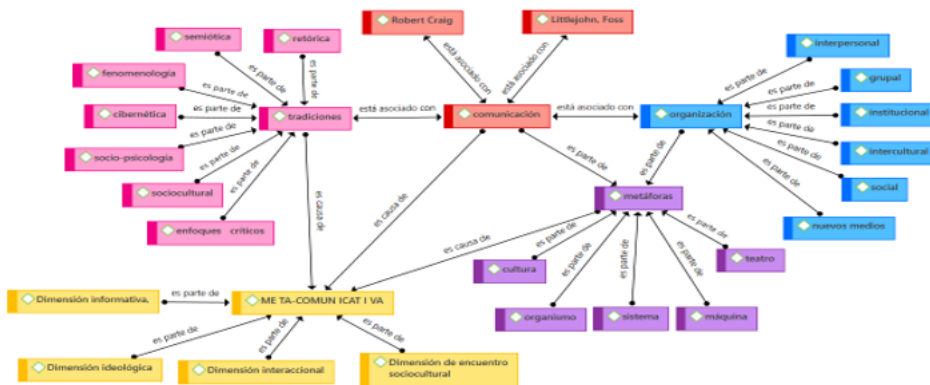 Robert Craig
Littlejohn, Foss
semiótica
retórica
interpersonal
está asociado con
está asociado con
es parte de
es parte de
es parte de
fenomenología
grupal
es parte de
es parte de
cibernética
es parte de
tradiciones
está asociado con
comunicación
está asociado con
organización
es parte de
institucional
socio-psicología
es parte de
es parte de
intercultural
es parte de
es parte de
es parte de
es parte de
social
sociocultural
es parte de
es parte de
metáforas
enfoques críticos
nuevos medios
es causa de
es causa de
es causa de
es parte de
es parte de
teatro
cultura
es parte de
es parte de
es parte de
Dimensión informativa,
es parte de
ME TA-COMUN ICAT I VA
organismo
sistema
máquina
es parte de
es parte de
es parte de
Dimensión ideológica
Dimensión interaccional
Dimensión de encuentro
sociocultural